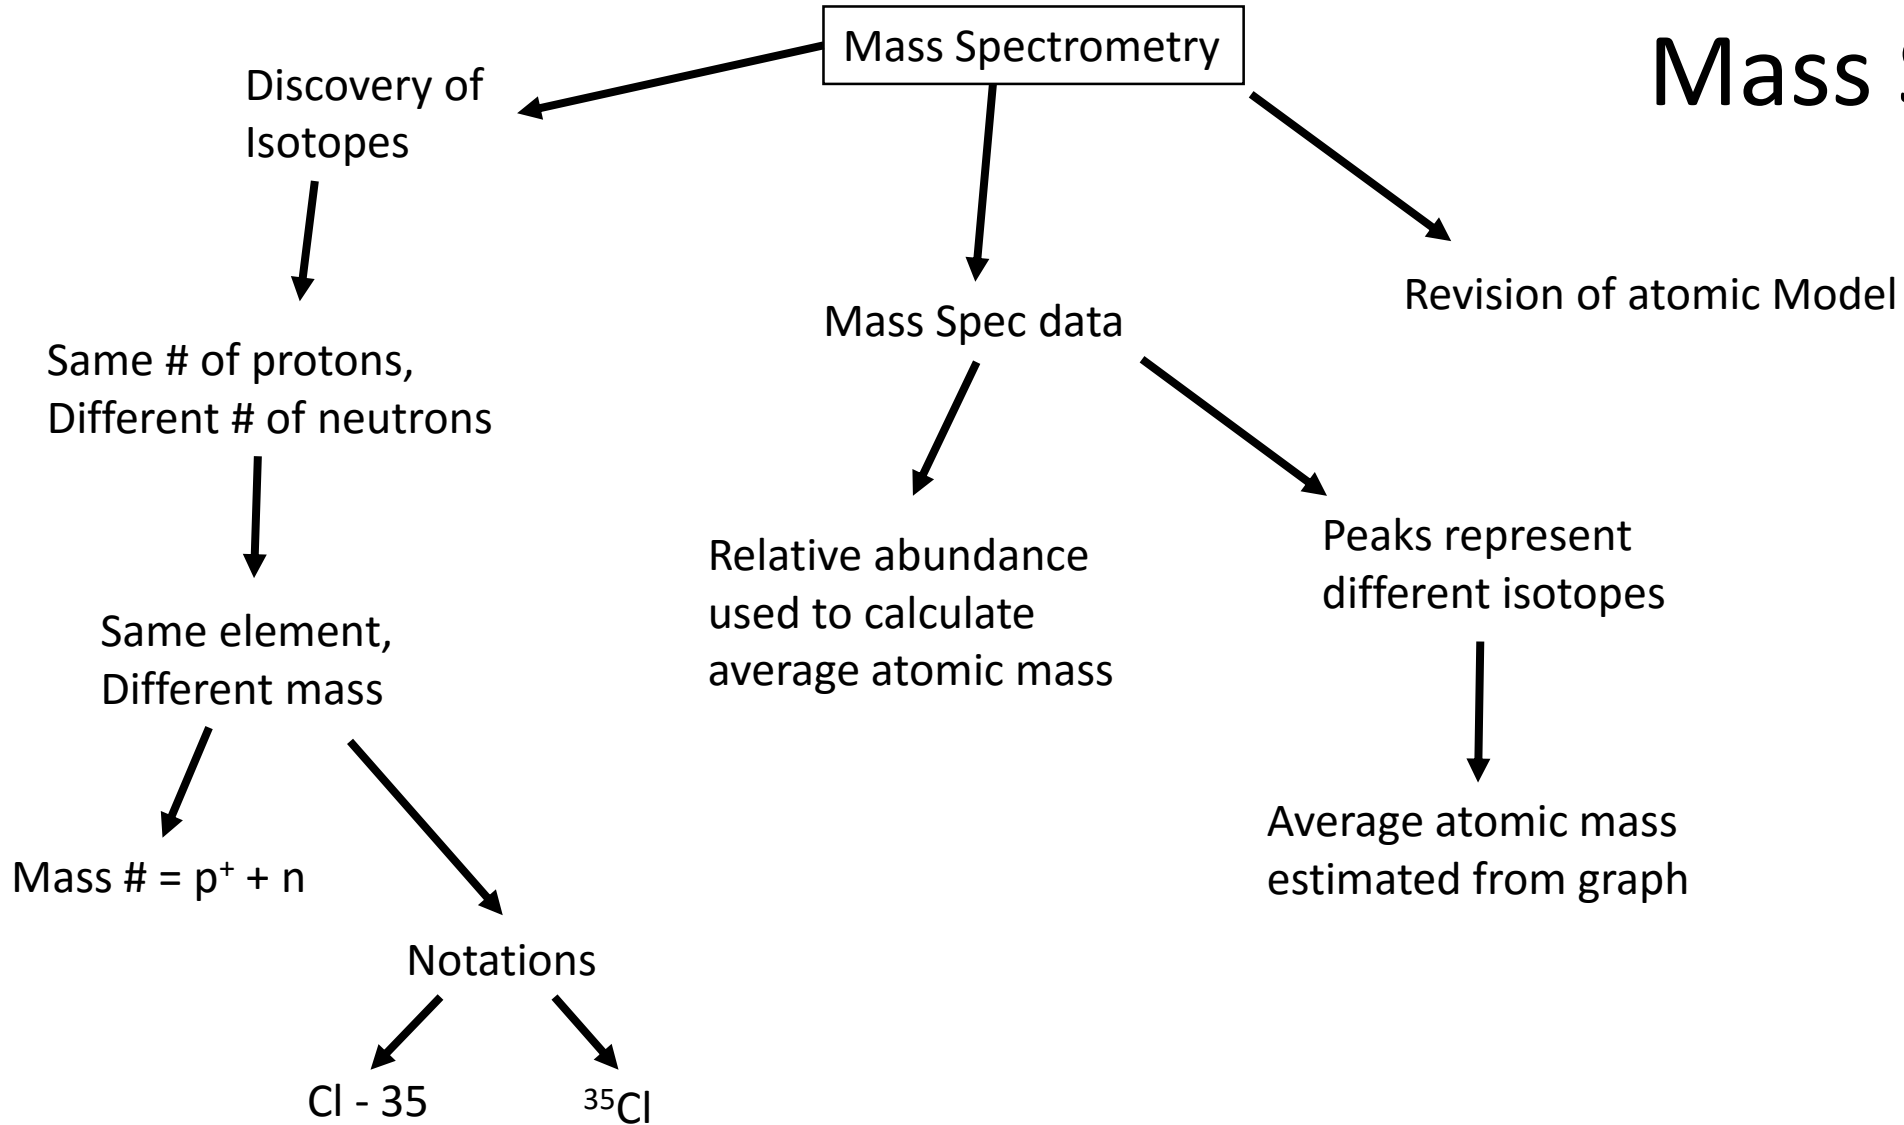 Mass Spectrometry
Mass
Discovery of
Isotopes
Revision of atomic Model
Mass Spec data
Same # of protons,
Different # of neutrons
Relative abundance
used to calculate
average atomic mass
Peaks represent
different isotopes
Same element,
Different mass
Average atomic mass
estimated from graph
Mass # = p⁺ + n
Notations
Cl - 35
³⁵Cl